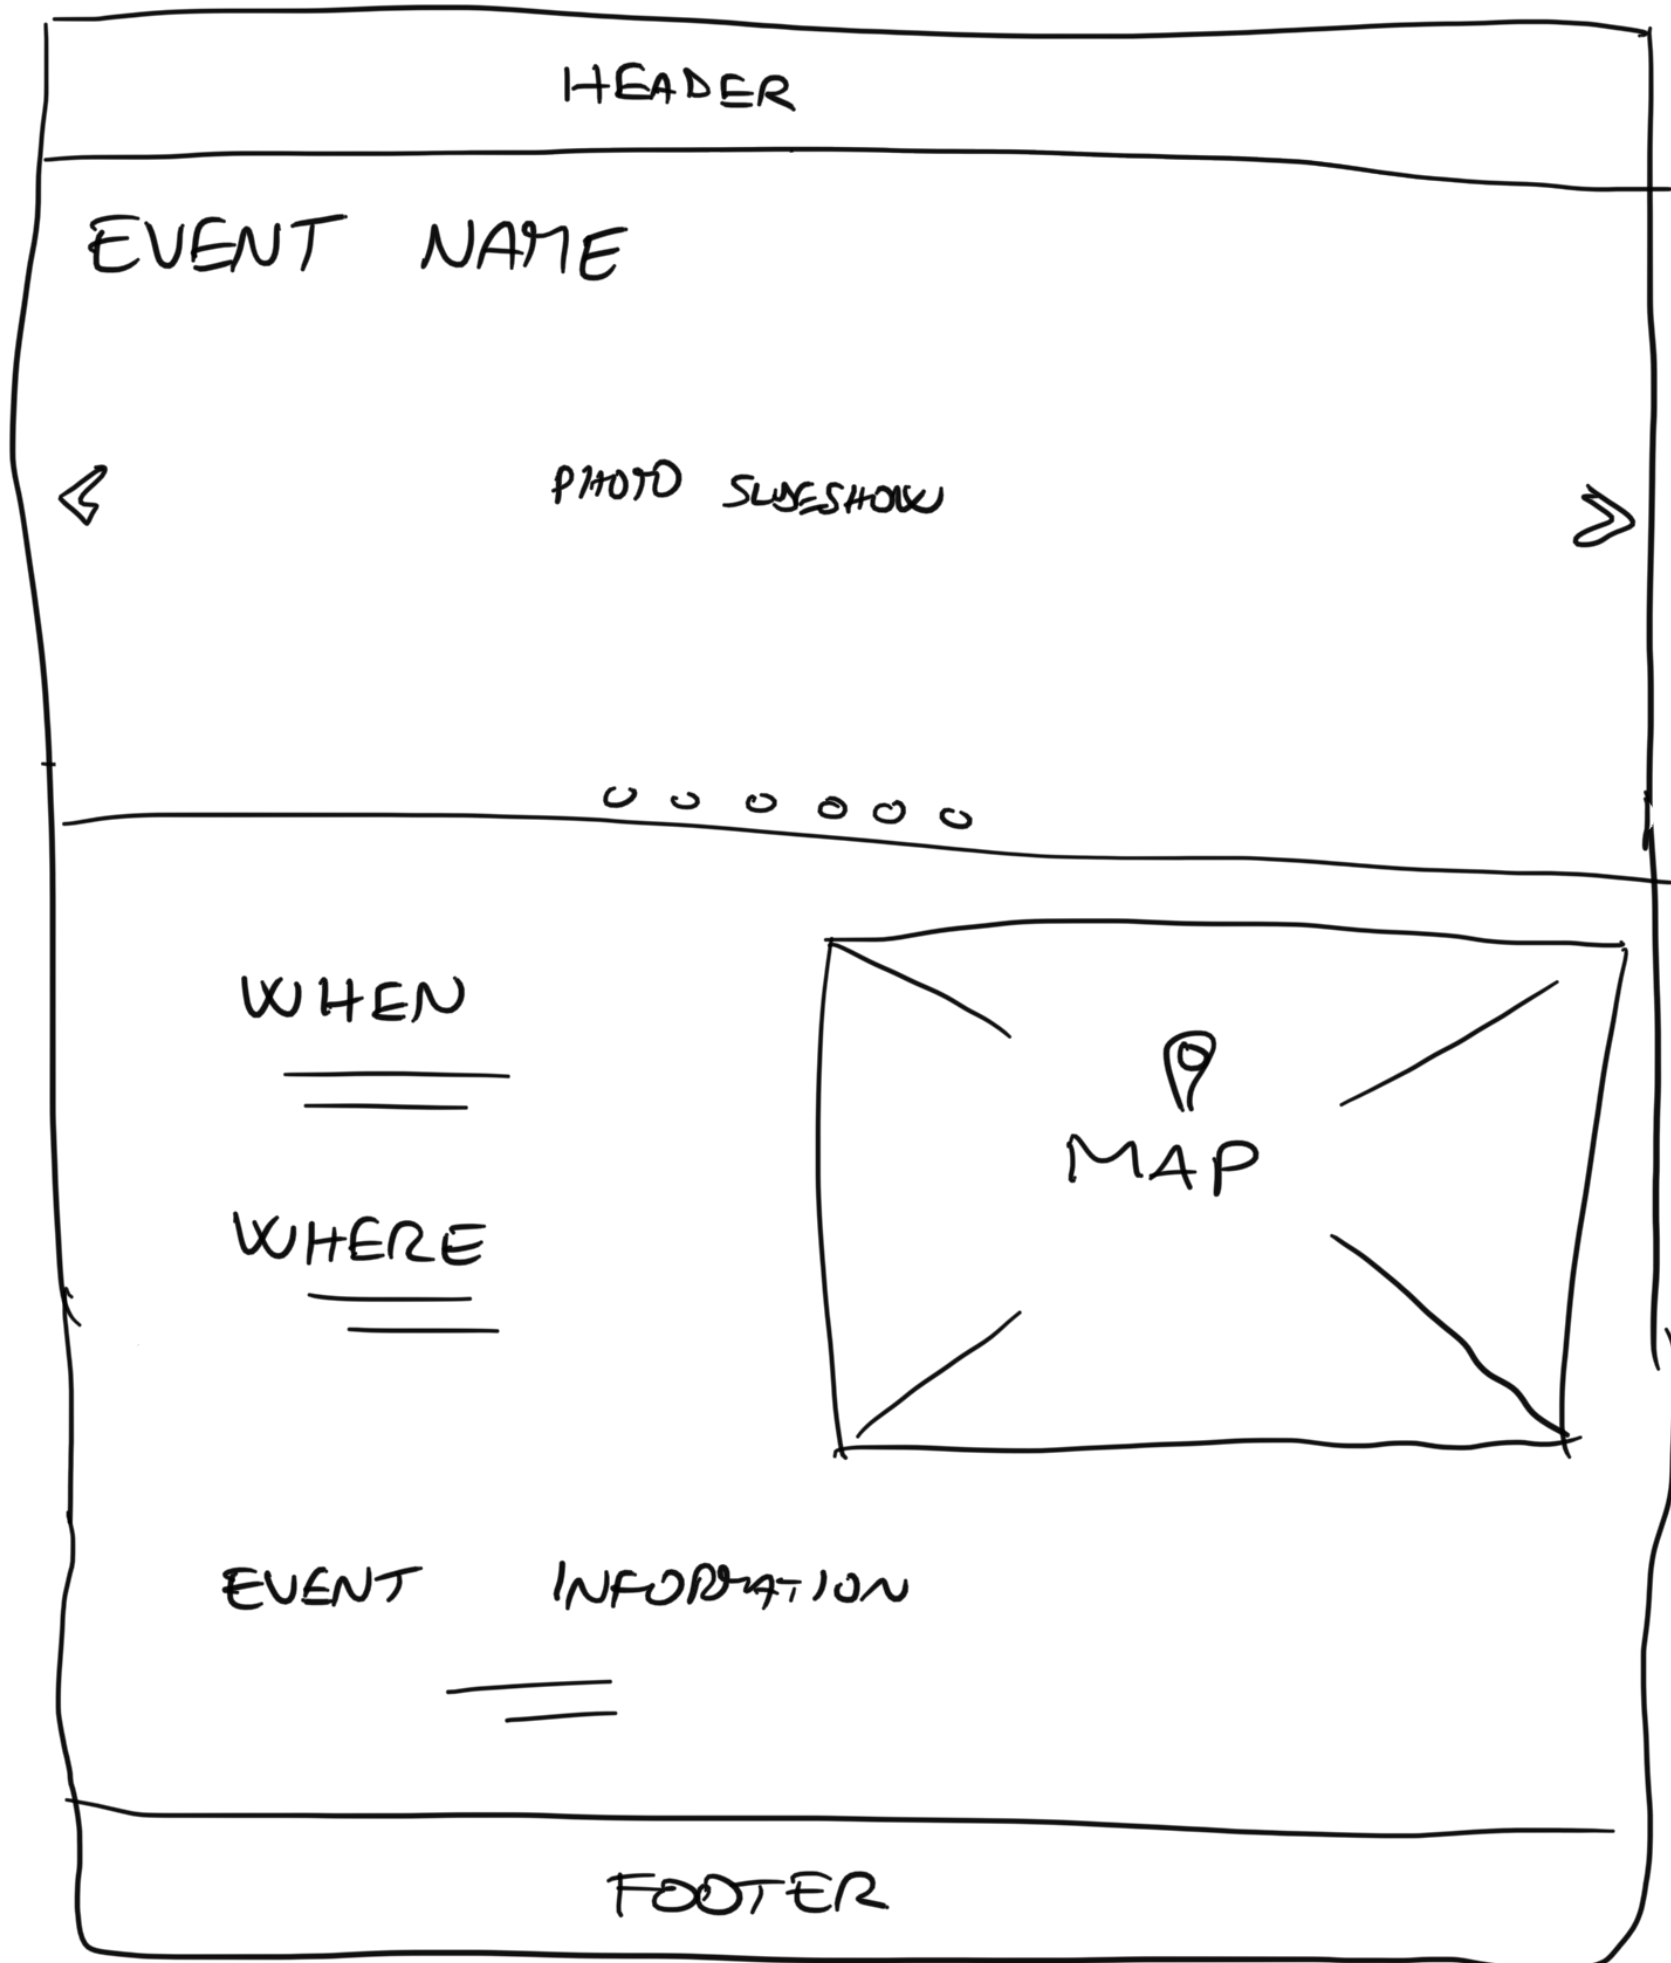 HEADER
EVENT NAME
PHOTO SLIDESHOW
WHEN
MAP
WHERE
EVENT INFORMATION
FOOTER